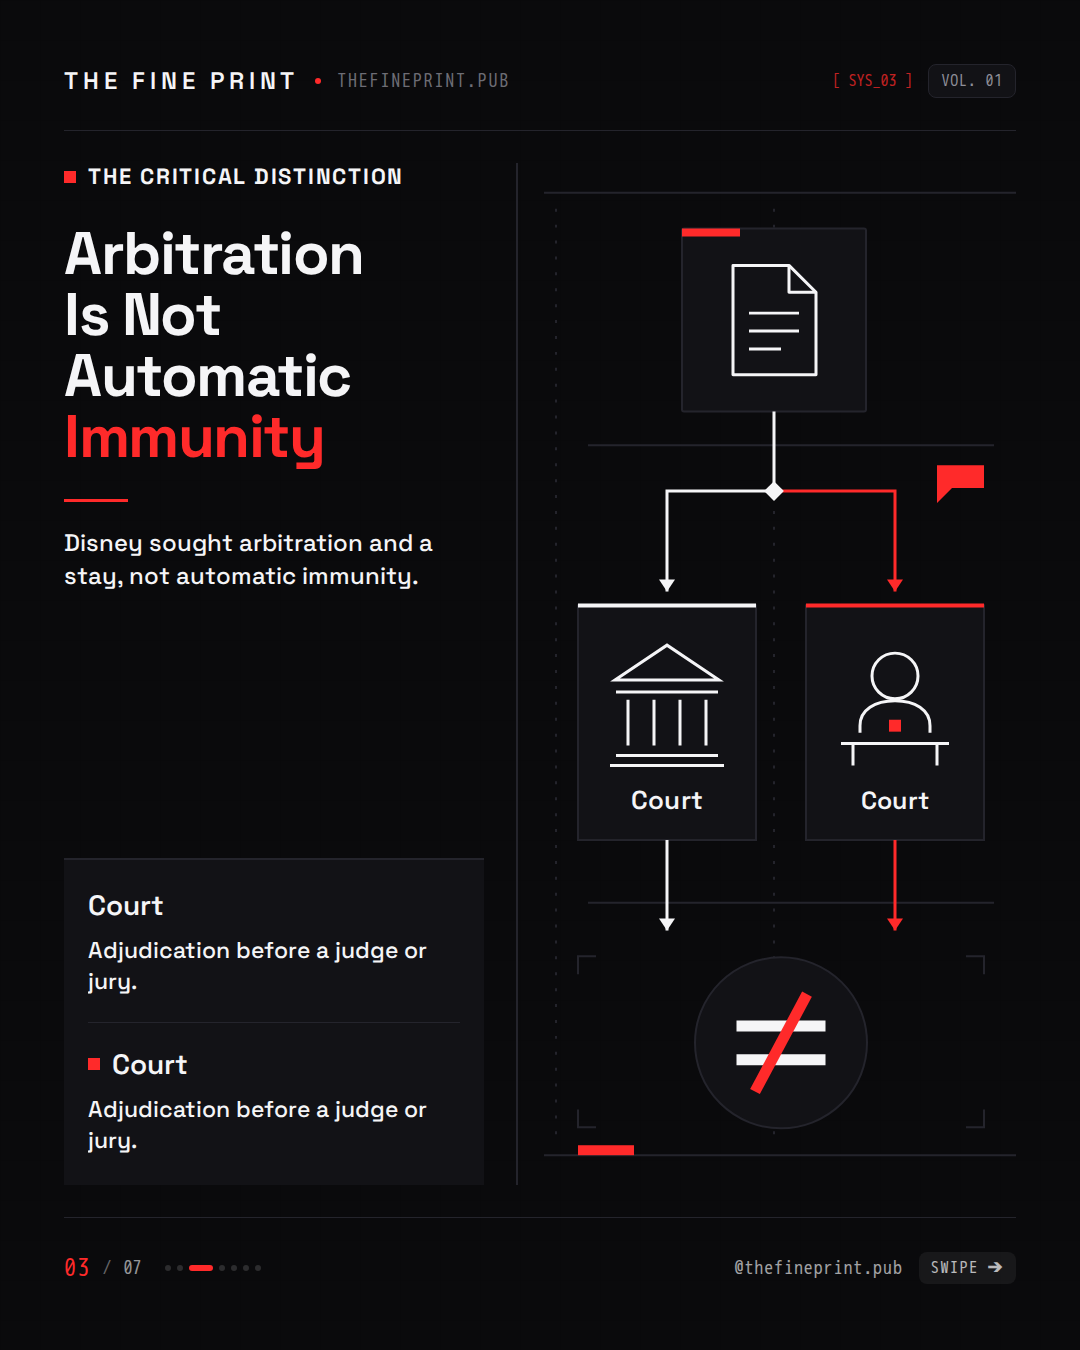 THE FINE PRINT • THEFINEPRINT.PUB
[ SYS_03 ] VOL. 01
THE CRITICAL DISTINCTION
Arbitration
Is Not
Automatic
Immunity
Disney sought arbitration and a
stay, not automatic immunity.
Court
Adjudication before a judge or
jury.
Court
Adjudication before a judge or
jury.
Court
Court
03 / 07
@thefineprint.pub
SWIPE ➔